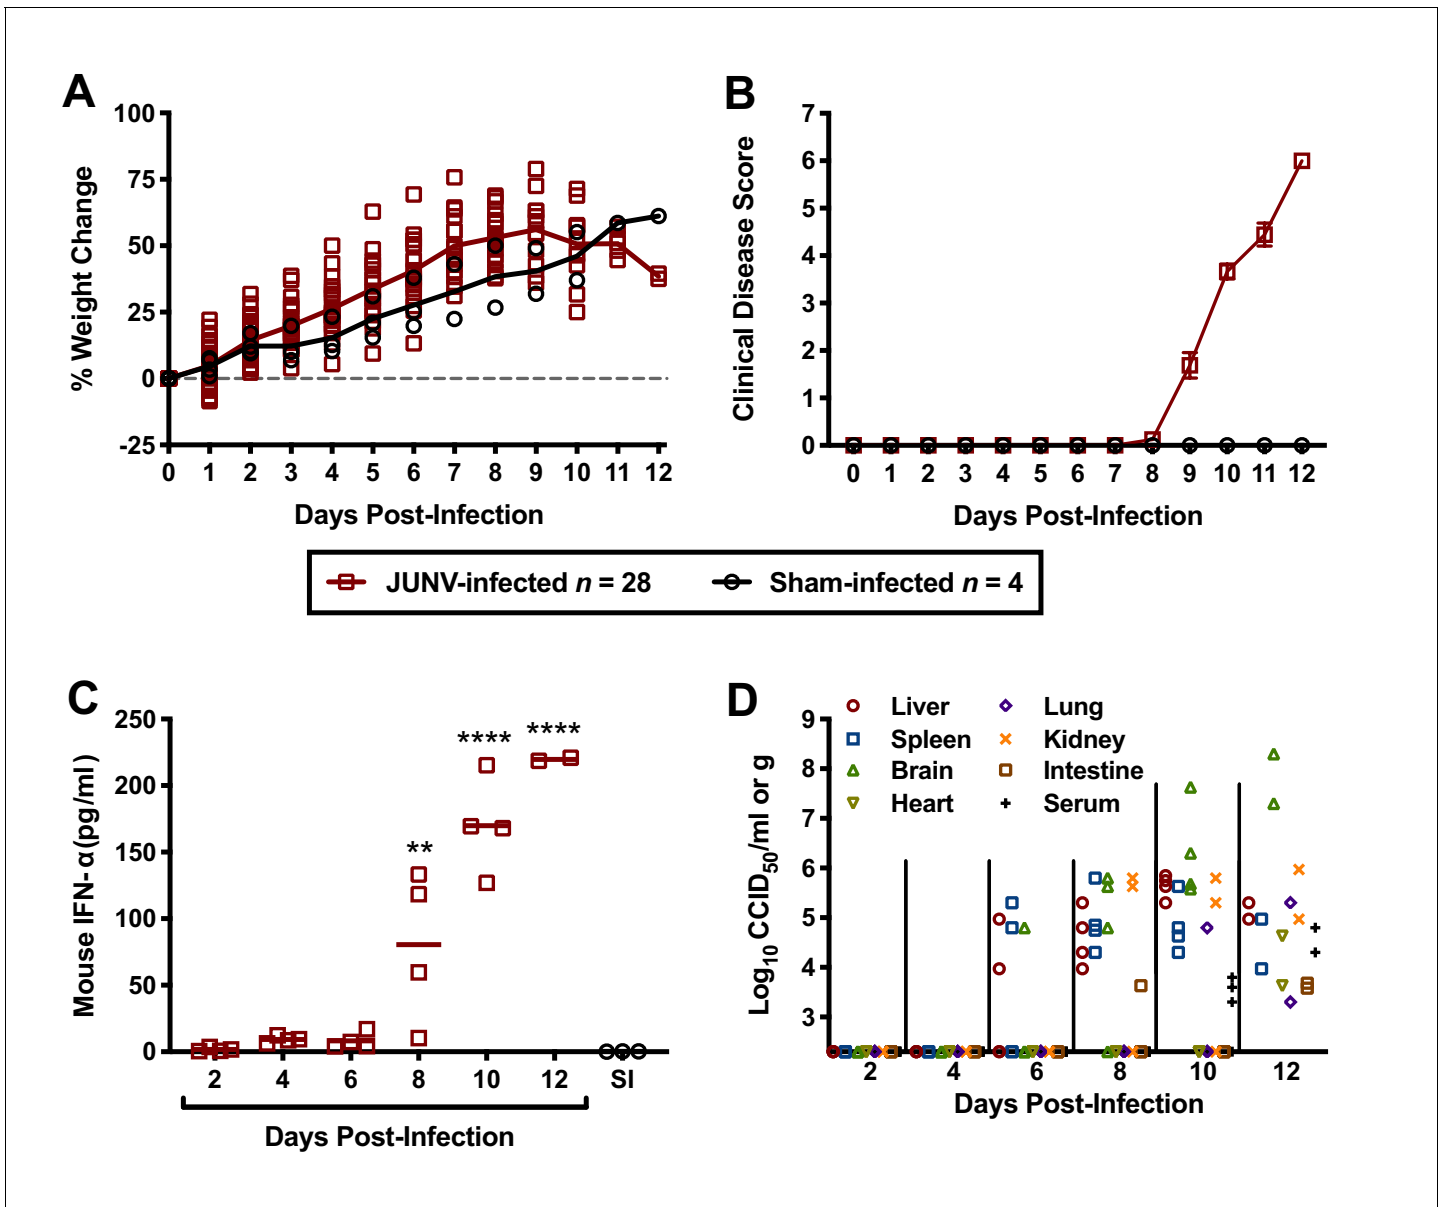 A
B
100
75
50
25
0
-25
% Weight Change
0 1 2 3 4 5 6 7 8 9 10 11 12
Days Post-Infection
7
6
5
4
3
2
1
0
Clinical Disease Score
0 1 2 3 4 5 6 7 8 9 10 11 12
Days Post-Infection
JUNV-infected n = 28 Sham-infected n = 4
C
250
200
150
100
50
0
Mouse IFN-α(pg/ml)
**
****
****
2 4 6 8 10 12 SI
Days Post-Infection
D
Liver Lung
Spleen Kidney
Brain Intestine
Heart Serum
9
8
7
6
5
4
3
Log10 CCID50/ml or g
2 4 6 8 10 12
Days Post-Infection